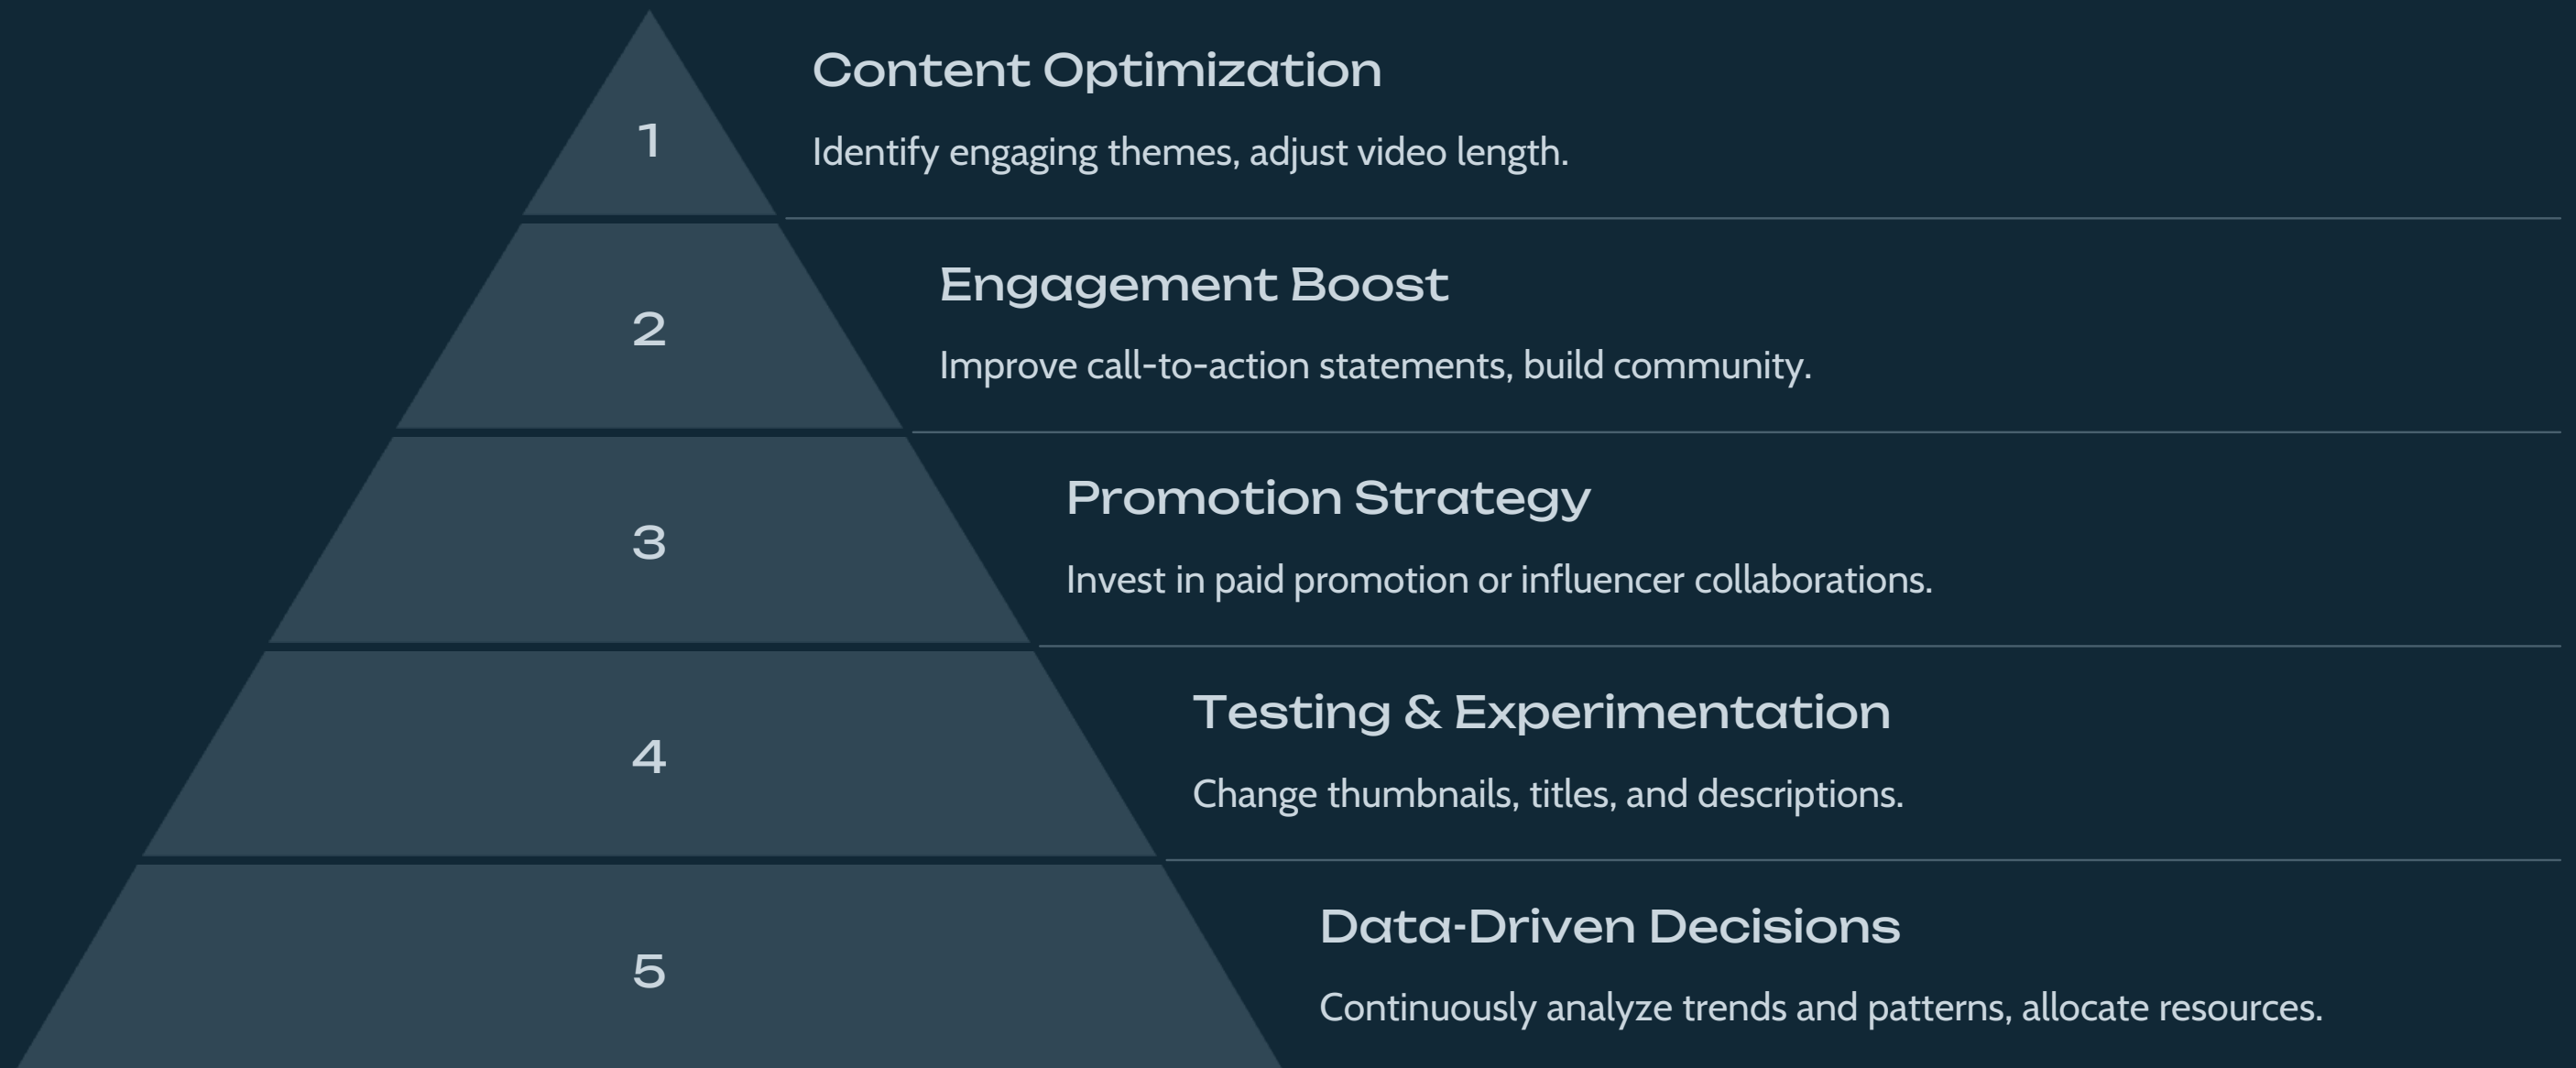 1
Content Optimization
Identify engaging themes, adjust video length.
2
Engagement Boost
Improve call-to-action statements, build community.
3
Promotion Strategy
Invest in paid promotion or influencer collaborations.
4
Testing & Experimentation
Change thumbnails, titles, and descriptions.
5
Data-Driven Decisions
Continuously analyze trends and patterns, allocate resources.